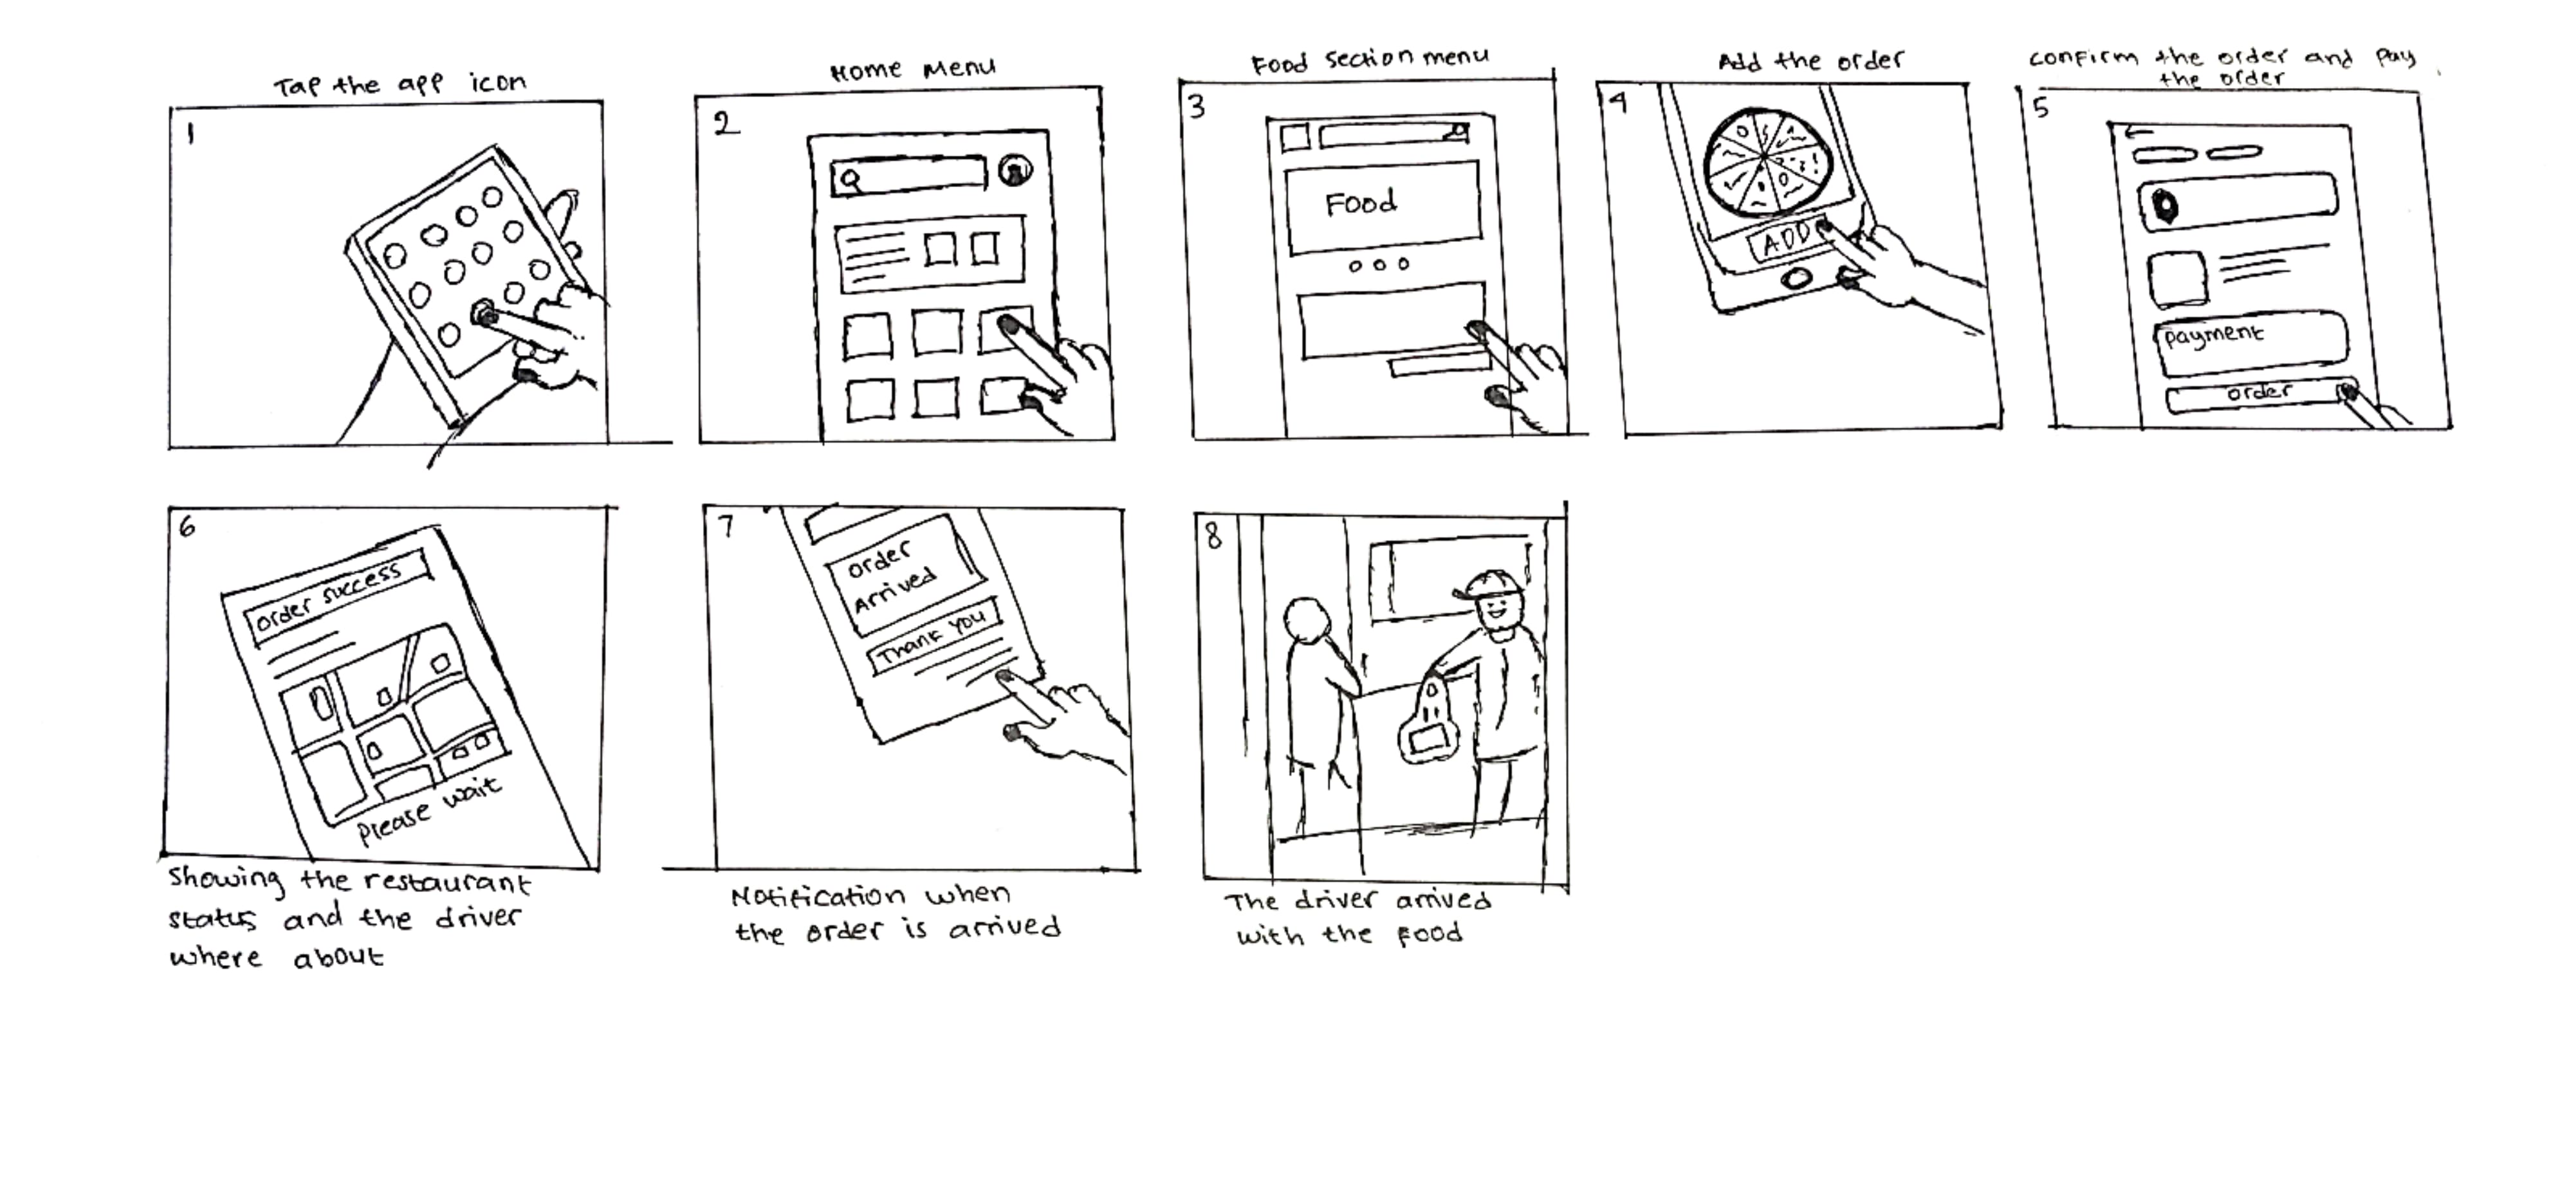 Tap the app icon
1
Home Menu
2
Food Section menu
3
Food
Add the order
4
ADD
confirm the order and pay
the order
5
payment
order
6
order success
Please wait
Showing the restaurant
status and the driver
where about
7
order
Arrived
Thank you
Notification when
the order is arrived
8
The driver arrived
with the food